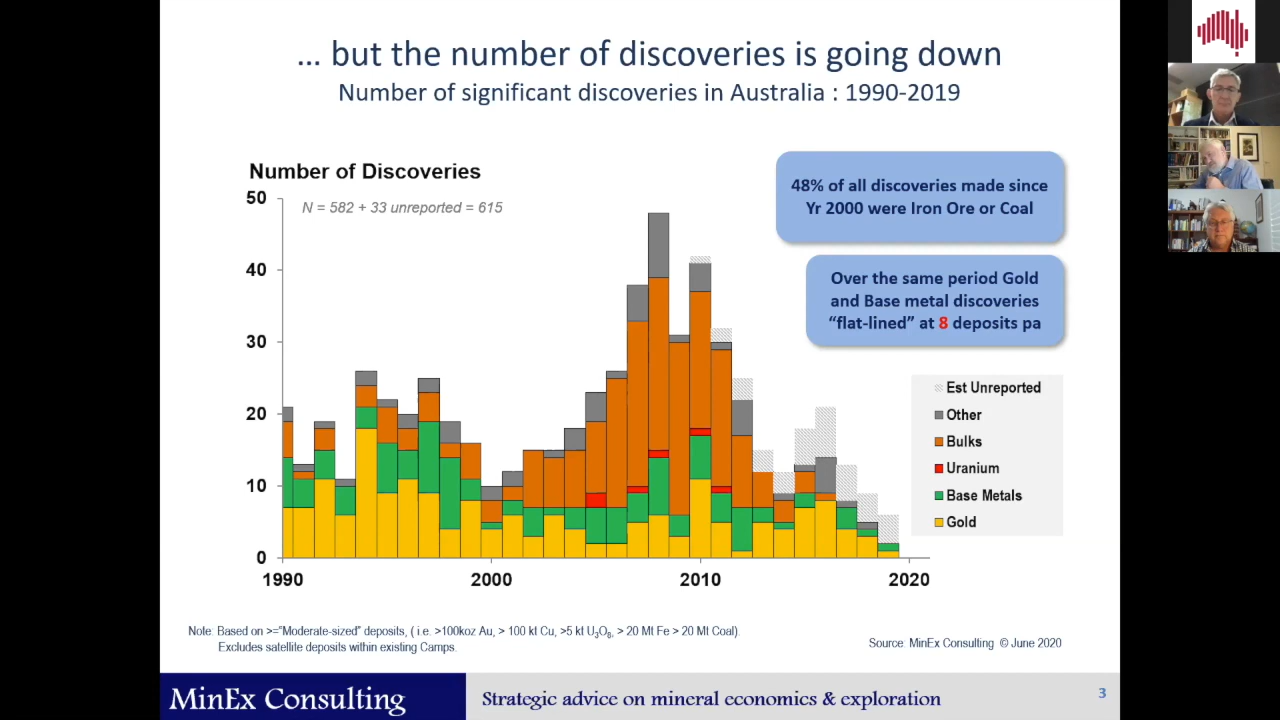 … but the number of discoveries is going down
Number of significant discoveries in Australia : 1990-2019
Number of Discoveries
N = 582 + 33 unreported = 615
50
40
30
20
10
0
1990
2000
2010
2020
48% of all discoveries made since
Yr 2000 were Iron Ore or Coal
Over the same period Gold
and Base metal discoveries
“flat-lined” at 8 deposits pa
Est Unreported
Other
Bulks
Uranium
Base Metals
Gold
Note: Based on >=“Moderate-sized” deposits, ( i.e. >100koz Au, > 100 kt Cu, >5 kt U₃O₈, > 20 Mt Fe > 20 Mt Coal).
Excludes satellite deposits within existing Camps.
Source: MinEx Consulting © June 2020
MinEx Consulting
Strategic advice on mineral economics & exploration
3